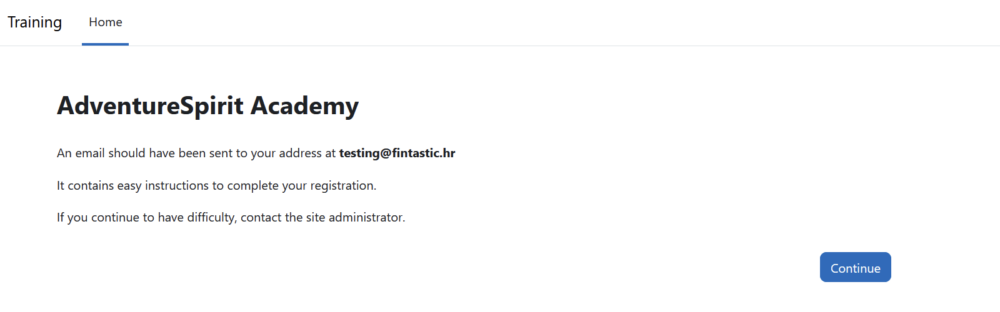 Training
Home
AdventureSpirit Academy
An email should have been sent to your address at testing@fintastic.hr
It contains easy instructions to complete your registration.
If you continue to have difficulty, contact the site administrator.
Continue